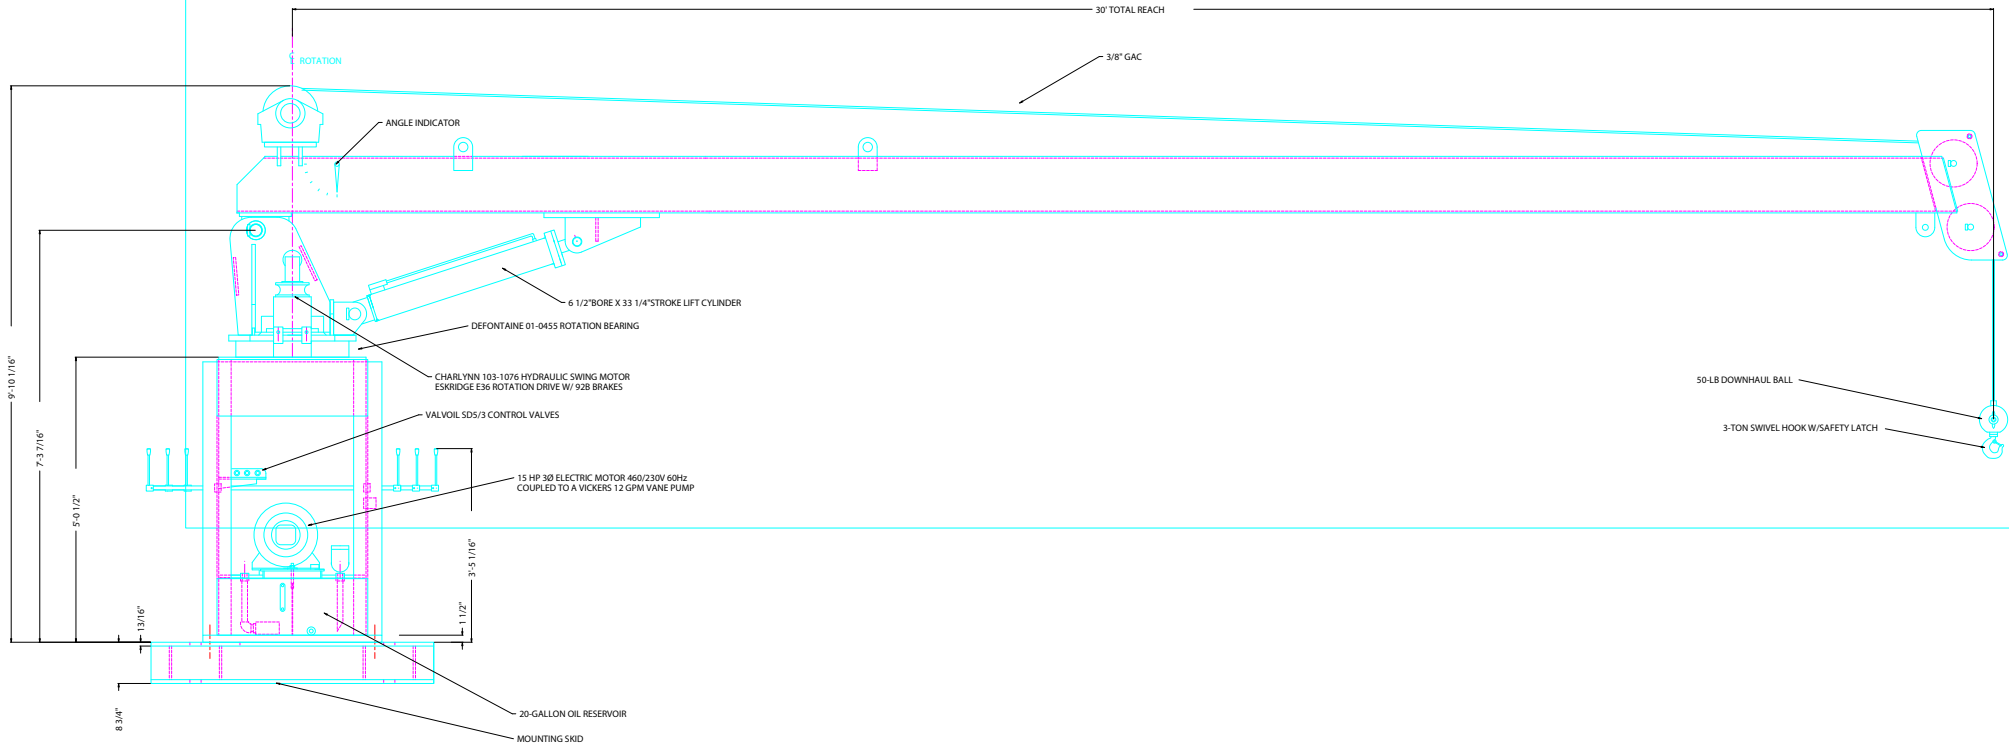 30' TOTAL REACH
ROTATION
3/8" GAC
ANGLE INDICATOR
6 1/2"BORE X 33 1/4"STROKE LIFT CYLINDER
DEFONTAINE 01-0455 ROTATION BEARING
9'-10 1/16"
CHARLYNN 103-1076 HYDRAULIC SWING MOTOR
ESKRIDGE E36 ROTATION DRIVE W/ 92B BRAKES
50-LB DOWNHAUL BALL
VALVOIL SD5/3 CONTROL VALVES
3-TON SWIVEL HOOK W/SAFETY LATCH
7'-3 7/16"
15 HP 3Ø ELECTRIC MOTOR 460/230V 60Hz
COUPLED TO A VICKERS 12 GPM VANE PUMP
5'-0 1/2"
3'-5 1/16"
13/16"
1 1/2"
8 3/4"
20-GALLON OIL RESERVOIR
MOUNTING SKID